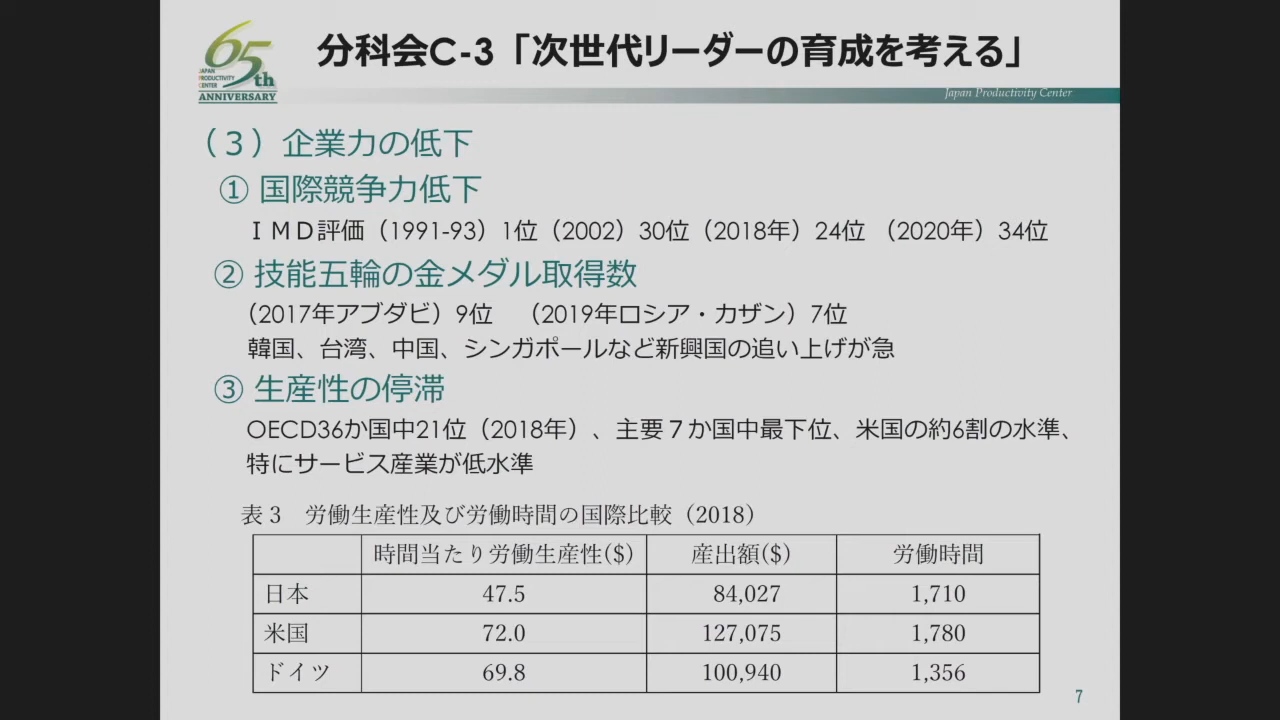 65th
JAPAN
PRODUCTIVITY
CENTER
ANNIVERSARY
分科会C-3「次世代リーダーの育成を考える」
Japan Productivity Center
（３）企業力の低下
① 国際競争力低下
ＩＭＤ評価（1991-93）1位（2002）30位（2018年）24位 （2020年）34位
② 技能五輪の金メダル取得数
（2017年アブダビ）9位　（2019年ロシア・カザン）7位
韓国、台湾、中国、シンガポールなど新興国の追い上げが急
③ 生産性の停滞
OECD36か国中21位（2018年）、主要７か国中最下位、米国の約6割の水準、
特にサービス産業が低水準
表３　労働生産性及び労働時間の国際比較（2018）
時間当たり労働生産性($) 産出額($) 労働時間
日本 47.5 84,027 1,710
米国 72.0 127,075 1,780
ドイツ 69.8 100,940 1,356
7